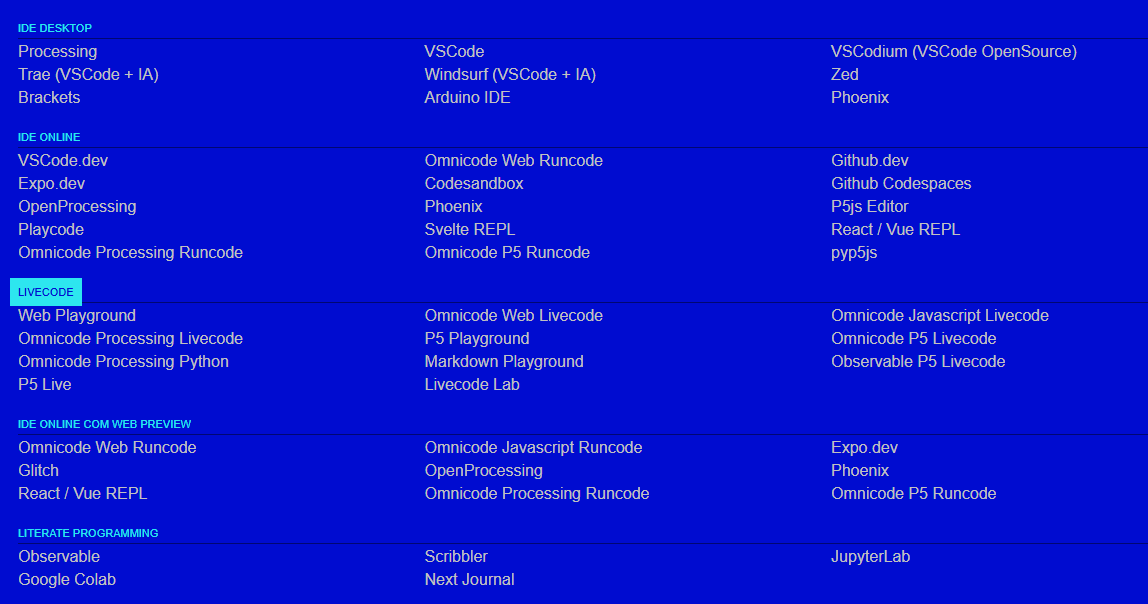 IDE DESKTOP
Processing VSCode VSCodium (VSCode OpenSource)
Trae (VSCode + IA) Windsurf (VSCode + IA) Zed
Brackets Arduino IDE Phoenix
IDE ONLINE
VSCode.dev Omnicode Web Runcode Github.dev
Expo.dev Codesandbox Github Codespaces
OpenProcessing Phoenix P5js Editor
Playcode Svelte REPL React / Vue REPL
Omnicode Processing Runcode Omnicode P5 Runcode pyp5js
LIVECODE
Web Playground Omnicode Web Livecode Omnicode Javascript Livecode
Omnicode Processing Livecode P5 Playground Omnicode P5 Livecode
Omnicode Processing Python Markdown Playground Observable P5 Livecode
P5 Live Livecode Lab
IDE ONLINE COM WEB PREVIEW
Omnicode Web Runcode Omnicode Javascript Runcode Expo.dev
Glitch OpenProcessing Phoenix
React / Vue REPL Omnicode Processing Runcode Omnicode P5 Runcode
LITERATE PROGRAMMING
Observable Scribbler JupyterLab
Google Colab Next Journal